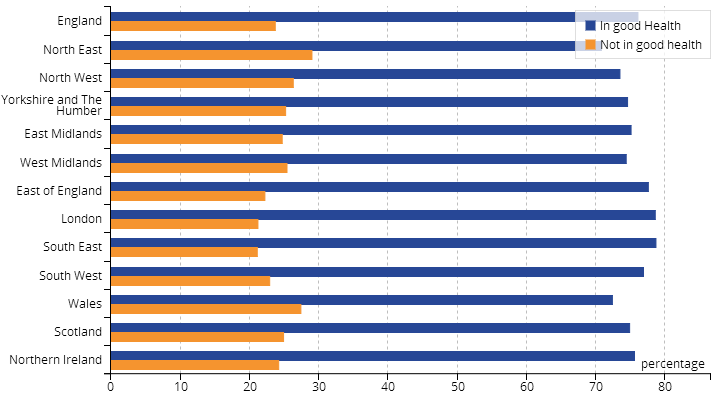 England
In good Health
North East
Not in good health
North West
Yorkshire and The
Humber
East Midlands
West Midlands
East of England
London
South East
South West
Wales
Scotland
Northern Ireland
percentage
0 10 20 30 40 50 60 70 80